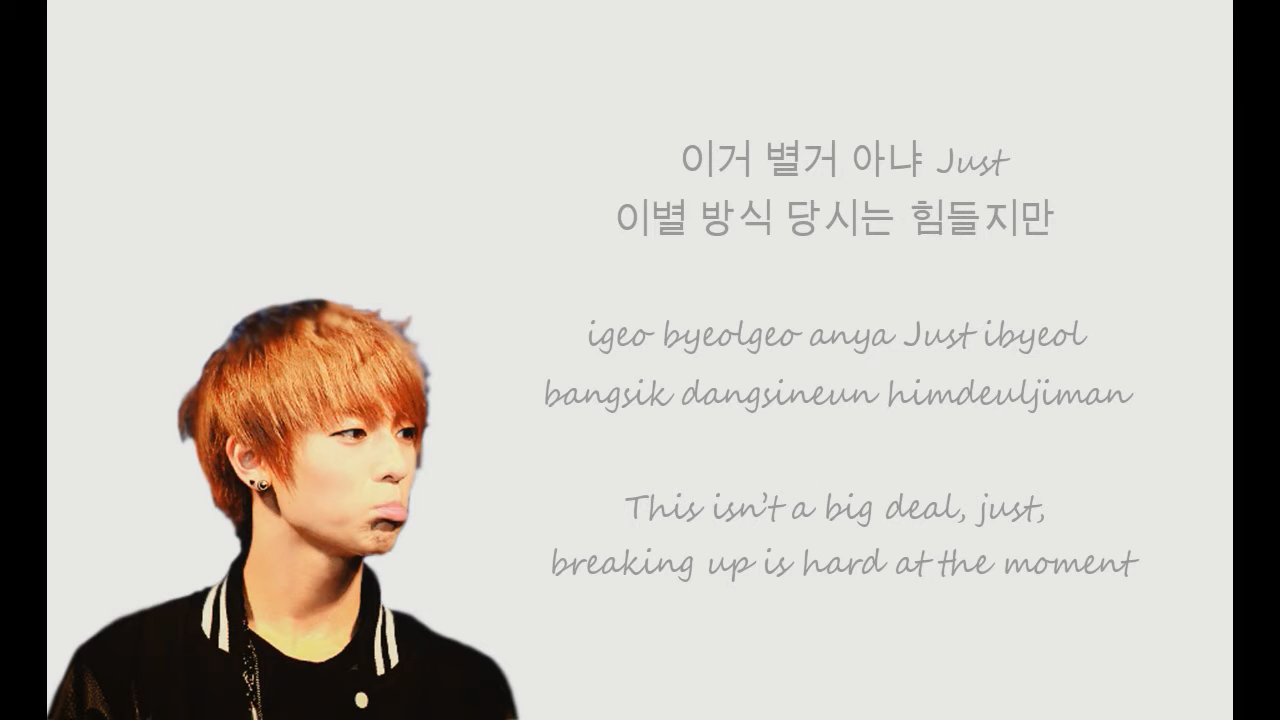 이거 별거 아냐 Just
이별 방식 당시는 힘들지만
igeo byeolgeo anya Just ibyeol
bangsik dangsineun himdeuljiman
This isn't a big deal, just,
breaking up is hard at the moment